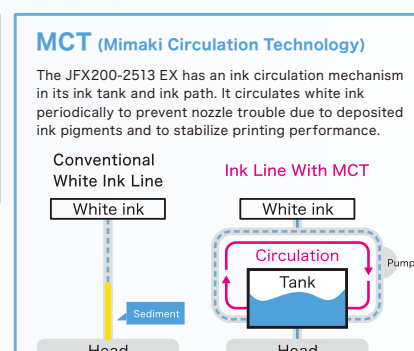 MCT (Mimaki Circulation Technology)
The JFX200-2513 EX has an ink circulation mechanism
in its ink tank and ink path. It circulates white ink
periodically to prevent nozzle trouble due to deposited
ink pigments and to stabilize printing performance.
Conventional
White Ink Line
Ink Line With MCT
White ink
White ink
Circulation
Pump
Tank
Sediment
Head
Head